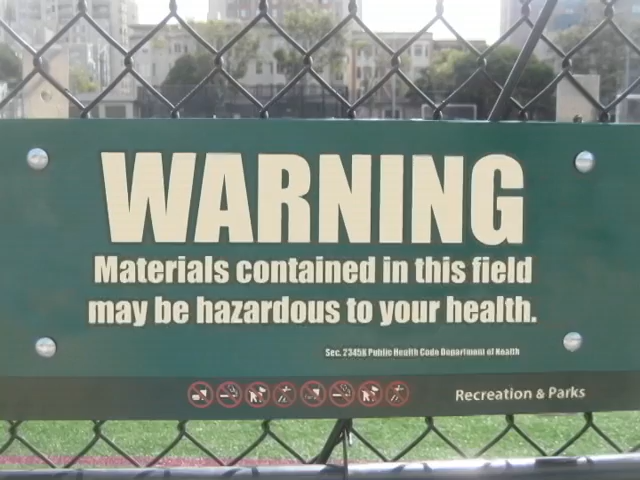 WARNING
Materials contained in this field
may be hazardous to your health.
Sec. 2345K Public Health Code Department of Health
Recreation & Parks